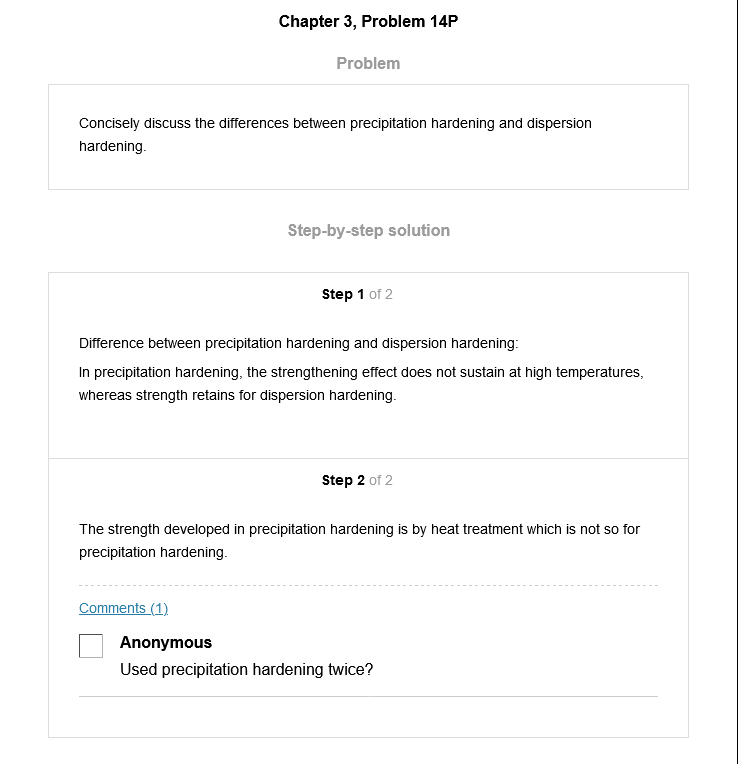 Chapter 3, Problem 14P
Problem
Concisely discuss the differences between precipitation hardening and dispersion
hardening.
Step-by-step solution
Step 1 of 2
Difference between precipitation hardening and dispersion hardening:
In precipitation hardening, the strengthening effect does not sustain at high temperatures,
whereas strength retains for dispersion hardening.
Step 2 of 2
The strength developed in precipitation hardening is by heat treatment which is not so for
precipitation hardening.
Comments (1)
Anonymous
Used precipitation hardening twice?